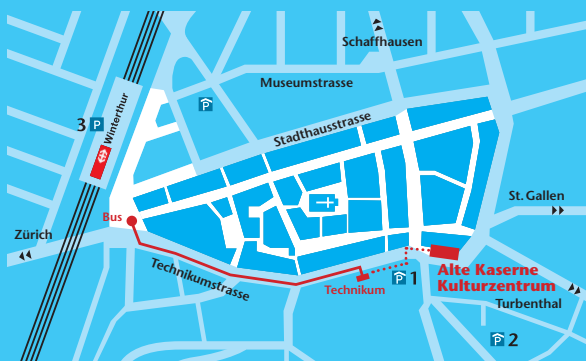 Schaffhausen
Museumstrasse
P
3 P
Winterthur
Stadthausstrasse
St. Gallen
Bus
Zürich
Technikumstrasse
Technikum
P 1
Alte Kaserne
Kulturzentrum
Turbenthal
P 2